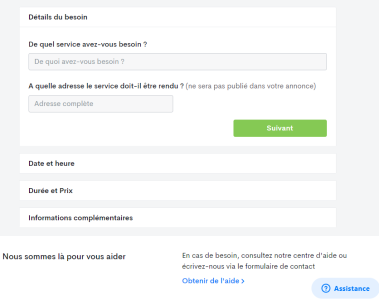 Détails du besoin
De quel service avez-vous besoin ?
De quoi avez-vous besoin ?
A quelle adresse le service doit-il être rendu ? (ne sera pas publié dans votre annonce)
Adresse complète
Suivant
Date et heure
Durée et Prix
Informations complémentaires
Nous sommes là pour vous aider
En cas de besoin, consultez notre centre d'aide ou
écrivez-nous via le formulaire de contact
Obtenir de l'aide >
Assistance